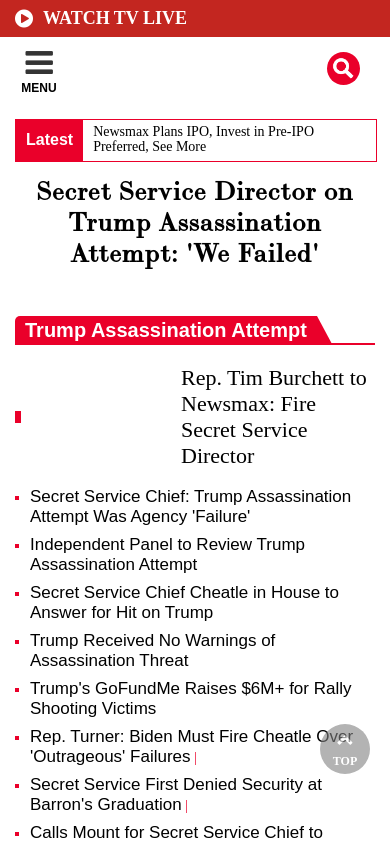 WATCH TV LIVE
MENU
Latest
Newsmax Plans IPO, Invest in Pre-IPO
Preferred, See More
Secret Service Director on
Trump Assassination
Attempt: 'We Failed'
Trump Assassination Attempt
Rep. Tim Burchett to
Newsmax: Fire
Secret Service
Director
Secret Service Chief: Trump Assassination
Attempt Was Agency 'Failure'
Independent Panel to Review Trump
Assassination Attempt
Secret Service Chief Cheatle in House to
Answer for Hit on Trump
Trump Received No Warnings of
Assassination Threat
Trump's GoFundMe Raises $6M+ for Rally
Shooting Victims
Rep. Turner: Biden Must Fire Cheatle Over
'Outrageous' Failures |
TOP
Secret Service First Denied Security at
Barron's Graduation |
Calls Mount for Secret Service Chief to